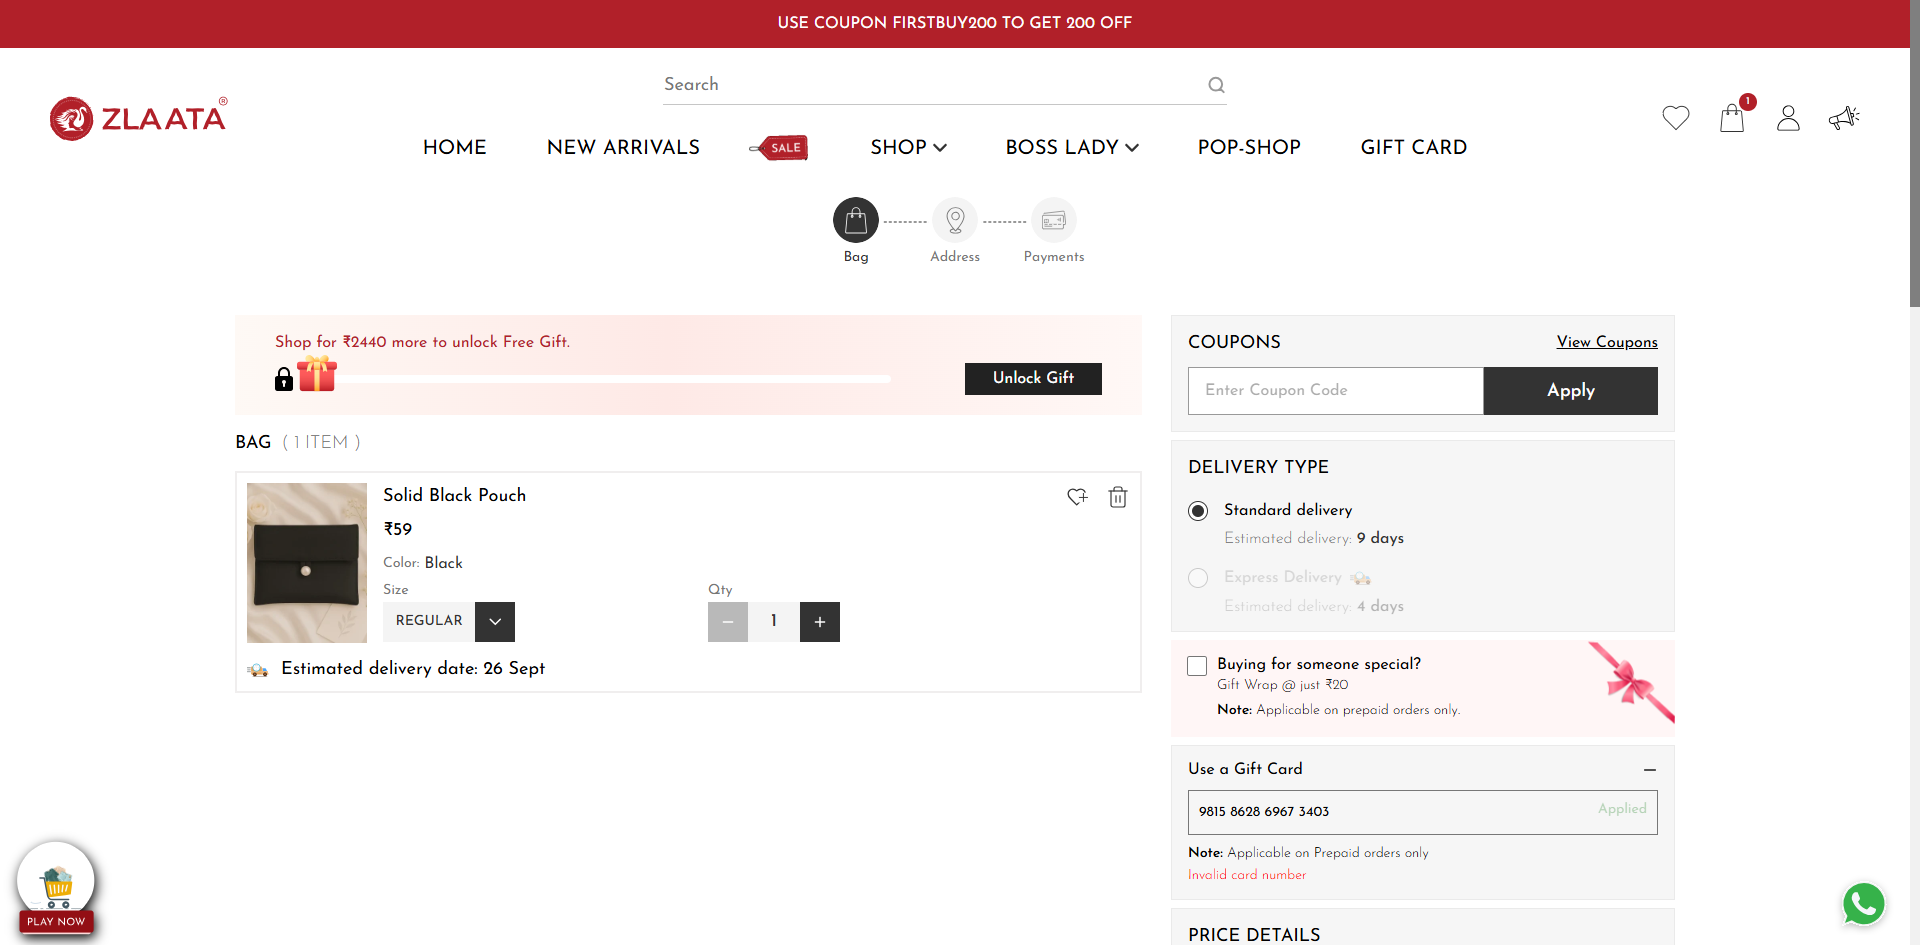 USE COUPON FIRSTBUY200 TO GET 200 OFF
Search
ZLAATA®
1
HOME
NEW ARRIVALS
SALE
SHOP
BOSS LADY
POP-SHOP
GIFT CARD
Bag
Address
Payments
Shop for ₹2440 more to unlock Free Gift.
Unlock Gift
BAG ( 1 ITEM )
Solid Black Pouch
₹59
Color: Black
Size
Qty
REGULAR
1
Estimated delivery date: 26 Sept
COUPONS
View Coupons
Enter Coupon Code
Apply
DELIVERY TYPE
Standard delivery
Estimated delivery: 9 days
Express Delivery
Estimated delivery: 4 days
Buying for someone special?
Gift Wrap @ just ₹20
Note: Applicable on prepaid orders only.
Use a Gift Card
9815 8628 6967 3403
Applied
Note: Applicable on Prepaid orders only
Invalid card number
PRICE DETAILS
PLAY NOW